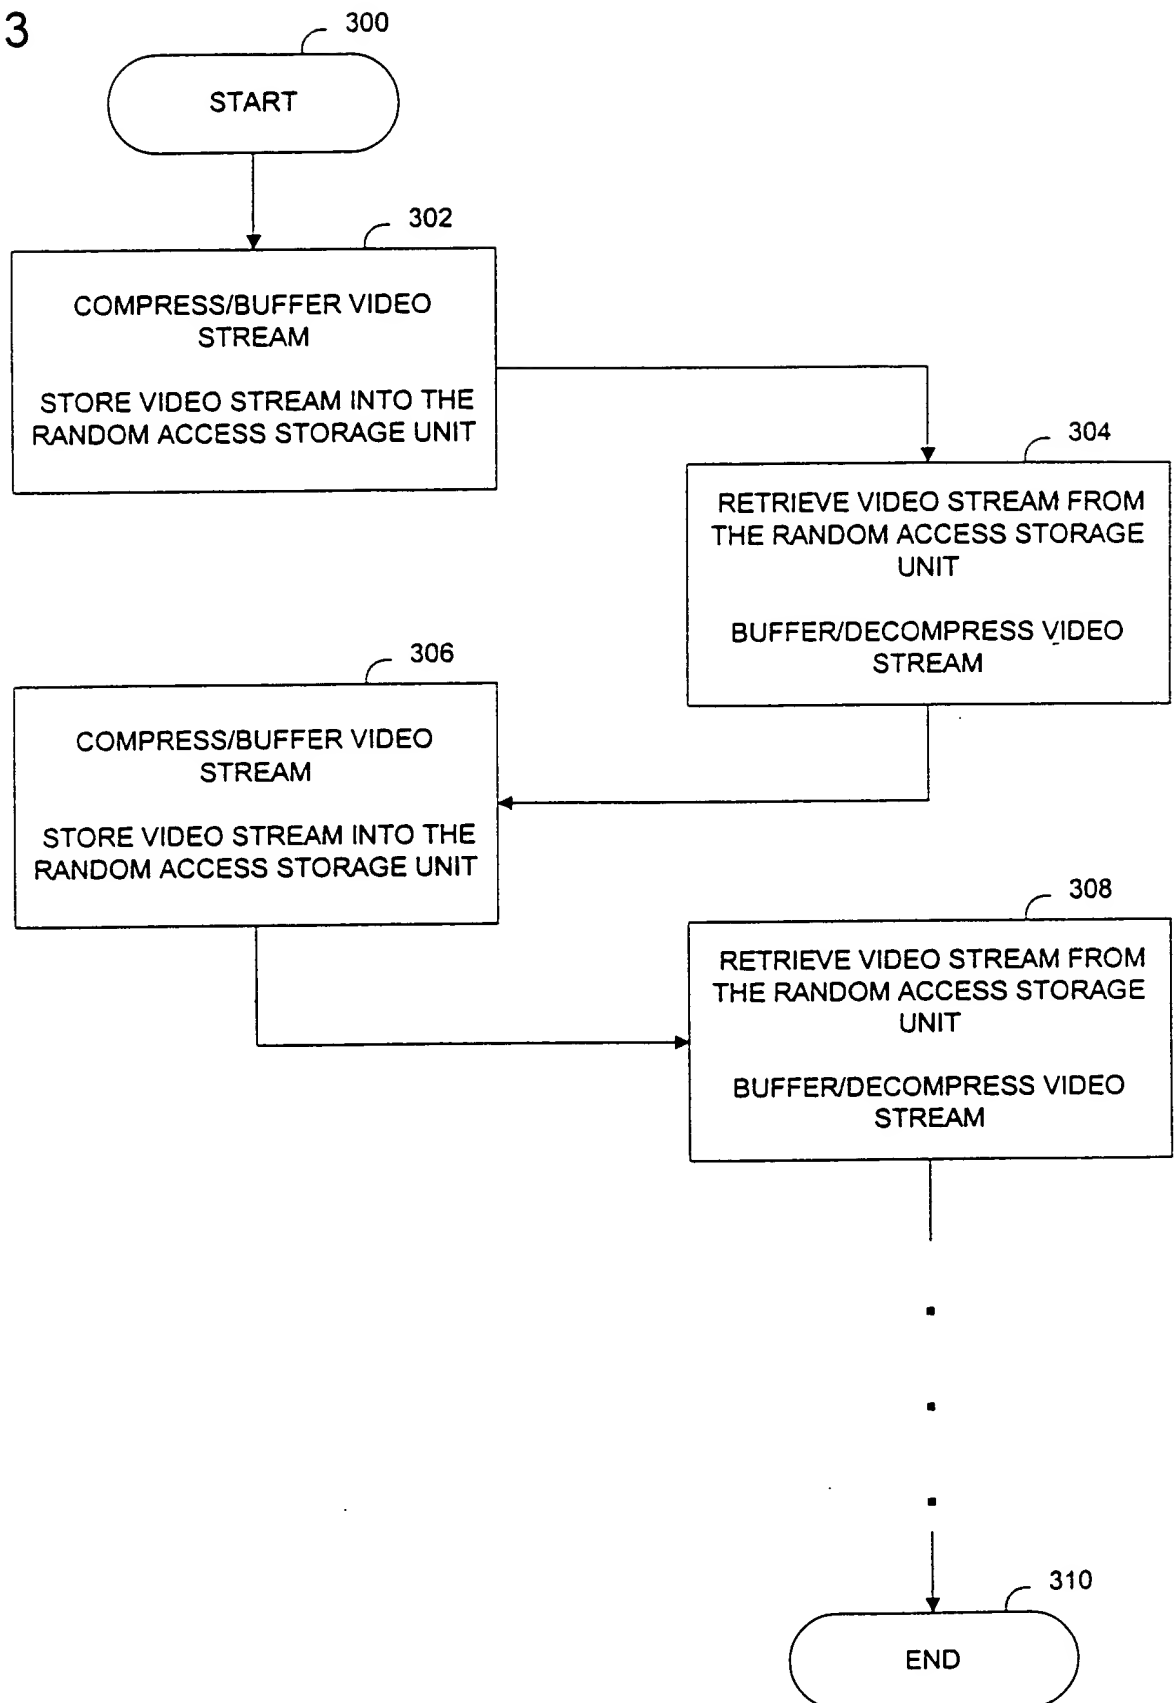 3
300
START
302
COMPRESS/BUFFER VIDEO
STREAM
STORE VIDEO STREAM INTO THE
RANDOM ACCESS STORAGE UNIT
304
RETRIEVE VIDEO STREAM FROM
THE RANDOM ACCESS STORAGE
UNIT
BUFFER/DECOMPRESS VIDEO
STREAM
306
COMPRESS/BUFFER VIDEO
STREAM
STORE VIDEO STREAM INTO THE
RANDOM ACCESS STORAGE UNIT
308
RETRIEVE VIDEO STREAM FROM
THE RANDOM ACCESS STORAGE
UNIT
BUFFER/DECOMPRESS VIDEO
STREAM
310
END